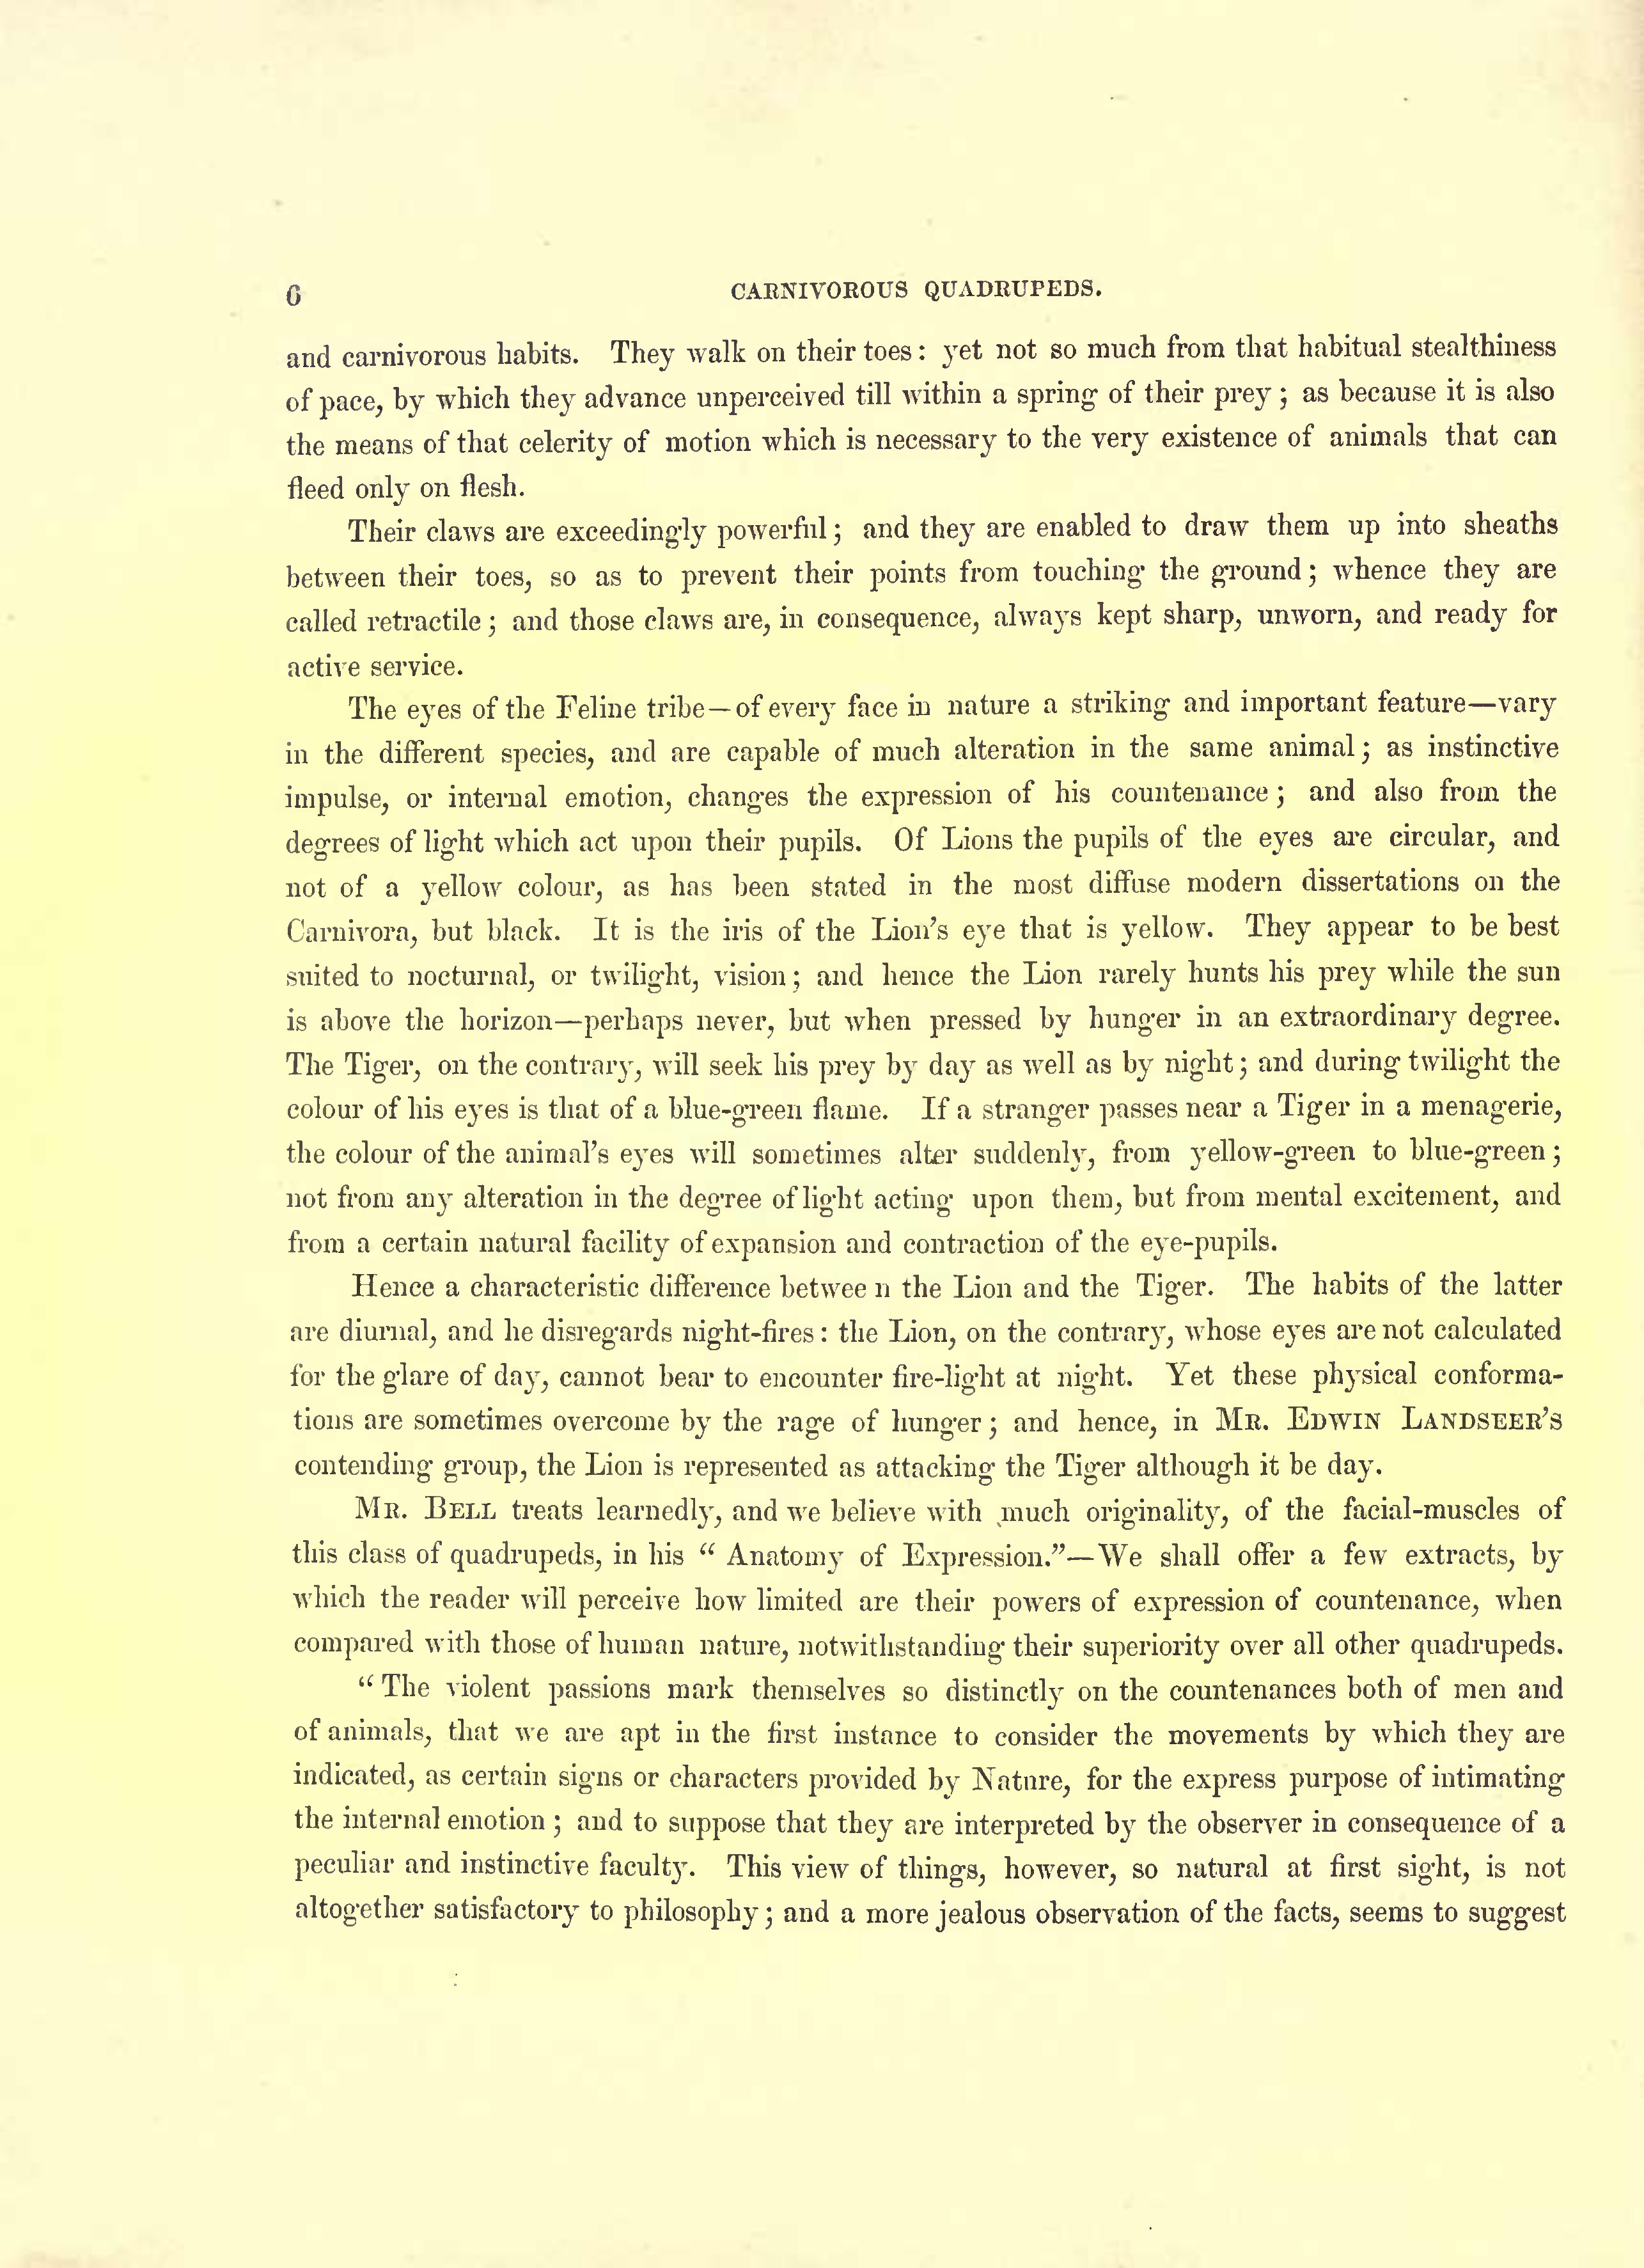 6
CARNIVOROUS QUADRUPEDS.
and carnivorous habits. They walk on their toes: yet not so much from that habitual stealthiness
of pace, by which they advance unperceived till within a spring of their prey; as because it is also
the means of that celerity of motion which is necessary to the very existence of animals that can
fleed only on flesh.
Their claws are exceedingly powerful; and they are enabled to draw them up into sheaths
between their toes, so as to prevent their points from touching the ground; whence they are
called retractile; and those claws are, in consequence, always kept sharp, unworn, and ready for
active service.
The eyes of the Feline tribe—of every face in nature a striking and important feature—vary
in the different species, and are capable of much alteration in the same animal; as instinctive
impulse, or internal emotion, changes the expression of his countenance; and also from the
degrees of light which act upon their pupils. Of Lions the pupils of the eyes are circular, and
not of a yellow colour, as has been stated in the most diffuse modern dissertations on the
Carnivora, but black. It is the iris of the Lion's eye that is yellow. They appear to be best
suited to nocturnal, or twilight, vision; and hence the Lion rarely hunts his prey while the sun
is above the horizon—perhaps never, but when pressed by hunger in an extraordinary degree.
The Tiger, on the contrary, will seek his prey by day as well as by night; and during twilight the
colour of his eyes is that of a blue-green flame. If a stranger passes near a Tiger in a menagerie,
the colour of the animal's eyes will sometimes alter suddenly, from yellow-green to blue-green;
not from any alteration in the degree of light acting upon them, but from mental excitement, and
from a certain natural facility of expansion and contraction of the eye-pupils.
Hence a characteristic difference betwee n the Lion and the Tiger. The habits of the latter
are diurnal, and he disregards night-fires: the Lion, on the contrary, whose eyes are not calculated
for the glare of day, cannot bear to encounter fire-light at night. Yet these physical conforma-
tions are sometimes overcome by the rage of hunger; and hence, in MR. EDWIN LANDSEER'S
contending group, the Lion is represented as attacking the Tiger although it be day.
MR. BELL treats learnedly, and we believe with much originality, of the facial-muscles of
this class of quadrupeds, in his “ Anatomy of Expression.”—We shall offer a few extracts, by
which the reader will perceive how limited are their powers of expression of countenance, when
compared with those of human nature, notwithstanding their superiority over all other quadrupeds.
“ The violent passions mark themselves so distinctly on the countenances both of men and
of animals, that we are apt in the first instance to consider the movements by which they are
indicated, as certain signs or characters provided by Nature, for the express purpose of intimating
the internal emotion; and to suppose that they are interpreted by the observer in consequence of a
peculiar and instinctive faculty. This view of things, however, so natural at first sight, is not
altogether satisfactory to philosophy; and a more jealous observation of the facts, seems to suggest